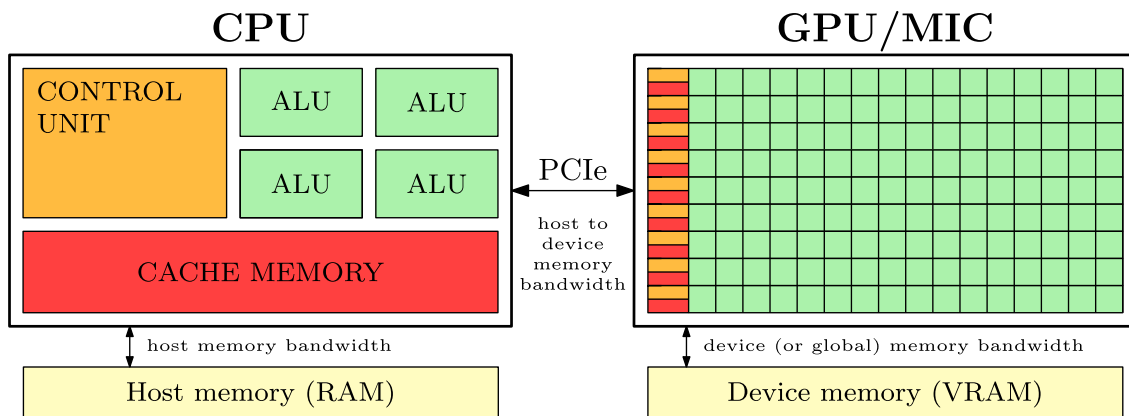 CPU
GPU/MIC
CONTROL
UNIT
ALU
ALU
ALU
ALU
CACHE MEMORY
PCIe
host to
device
memory
bandwidth
host memory bandwidth
device (or global) memory bandwidth
Host memory (RAM)
Device memory (VRAM)